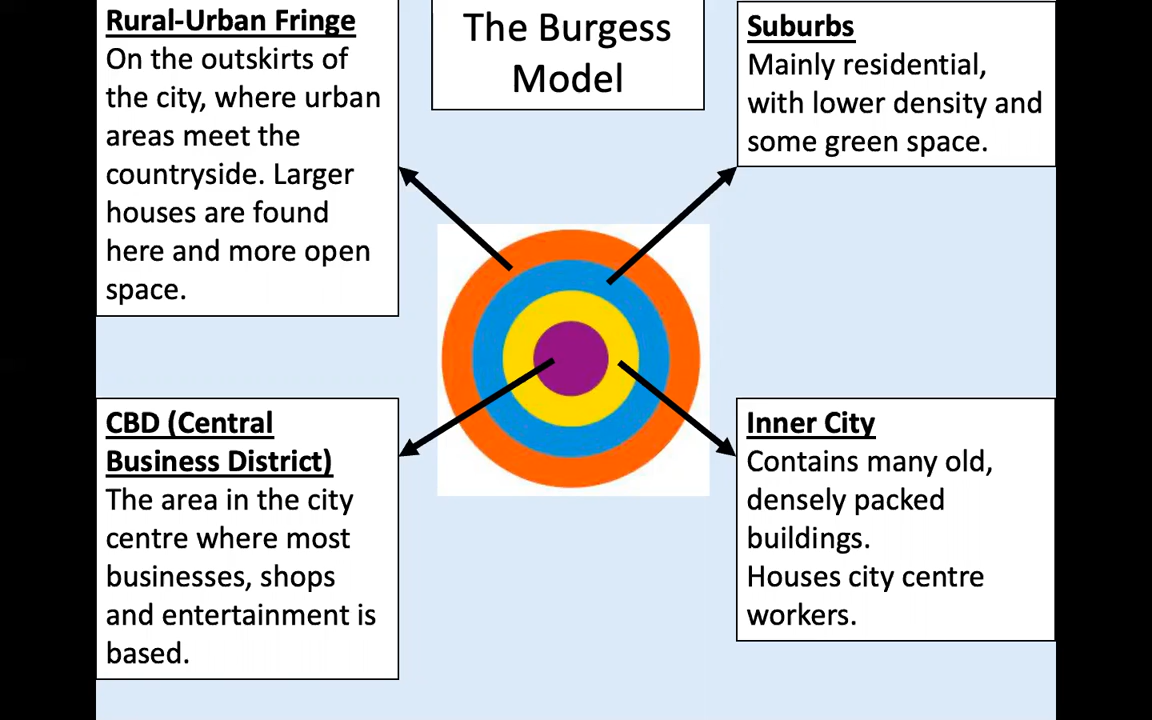 The Burgess
Model
Rural-Urban Fringe
On the outskirts of
the city, where urban
areas meet the
countryside. Larger
houses are found
here and more open
space.
Suburbs
Mainly residential,
with lower density and
some green space.
CBD (Central
Business District)
The area in the city
centre where most
businesses, shops
and entertainment is
based.
Inner City
Contains many old,
densely packed
buildings.
Houses city centre
workers.